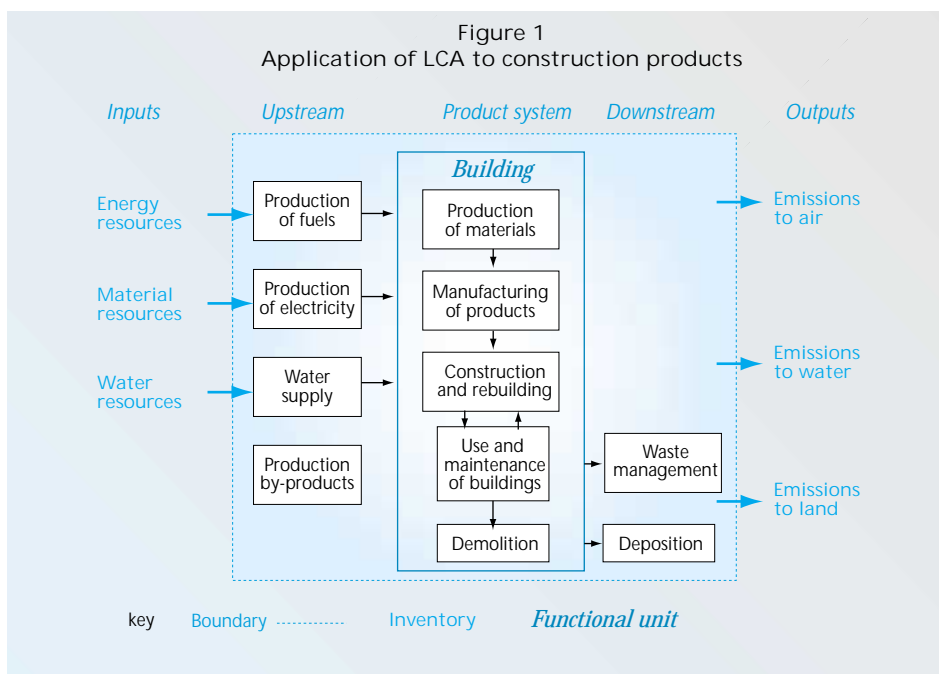 Figure 1
Application of LCA to construction products
Inputs
Upstream
Product system
Downstream
Outputs
Building
Energy
resources
Production
of fuels
Production
of materials
Emissions
to air
Material
resources
Production
of electricity
Manufacturing
of products
Water
resources
Water
supply
Construction
and rebuilding
Emissions
to water
Production
by-products
Use and
maintenance
of buildings
Waste
management
Emissions
to land
Demolition
Deposition
key
Boundary ------------
Inventory
Functional unit